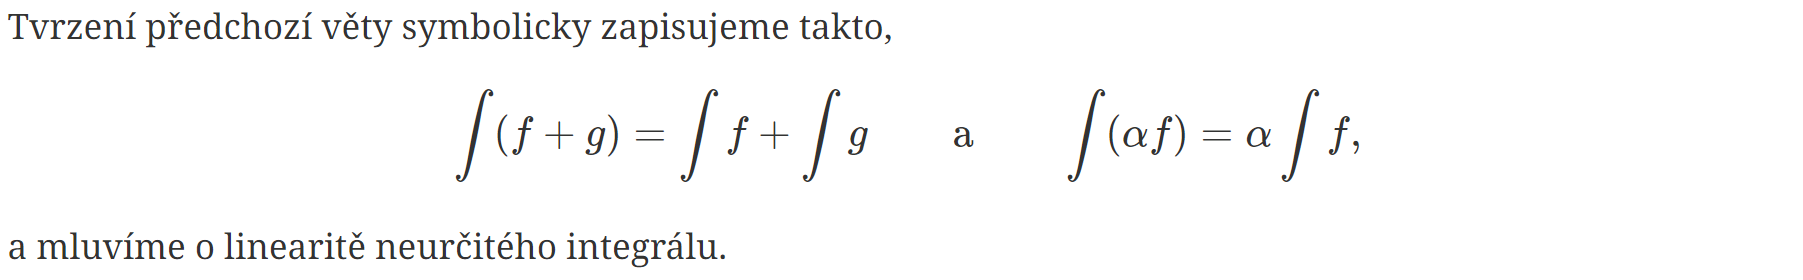 Tvrzení předchozí věty symbolicky zapisujeme takto,
∫(f + g) = ∫ f + ∫ g a ∫(αf) = α ∫ f,
a mluvíme o linearitě neurčitého integrálu.